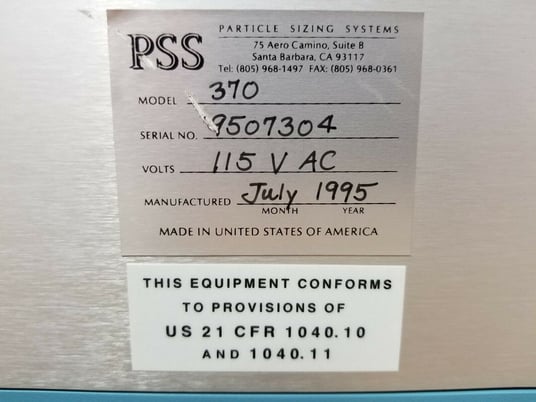 PSS
PARTICLE SIZING SYSTEMS
75 Aero Camino, Suite B
Santa Barbara, CA 93117
Tel: (805) 968-1497 FAX: (805) 968-0361
MODEL 370
SERIAL NO. 9507304
VOLTS 115 V AC
MANUFACTURED July 1995
MONTH YEAR
MADE IN UNITED STATES OF AMERICA
THIS EQUIPMENT CONFORMS
TO PROVISIONS OF
US 21 CFR 1040.10
AND 1040.11